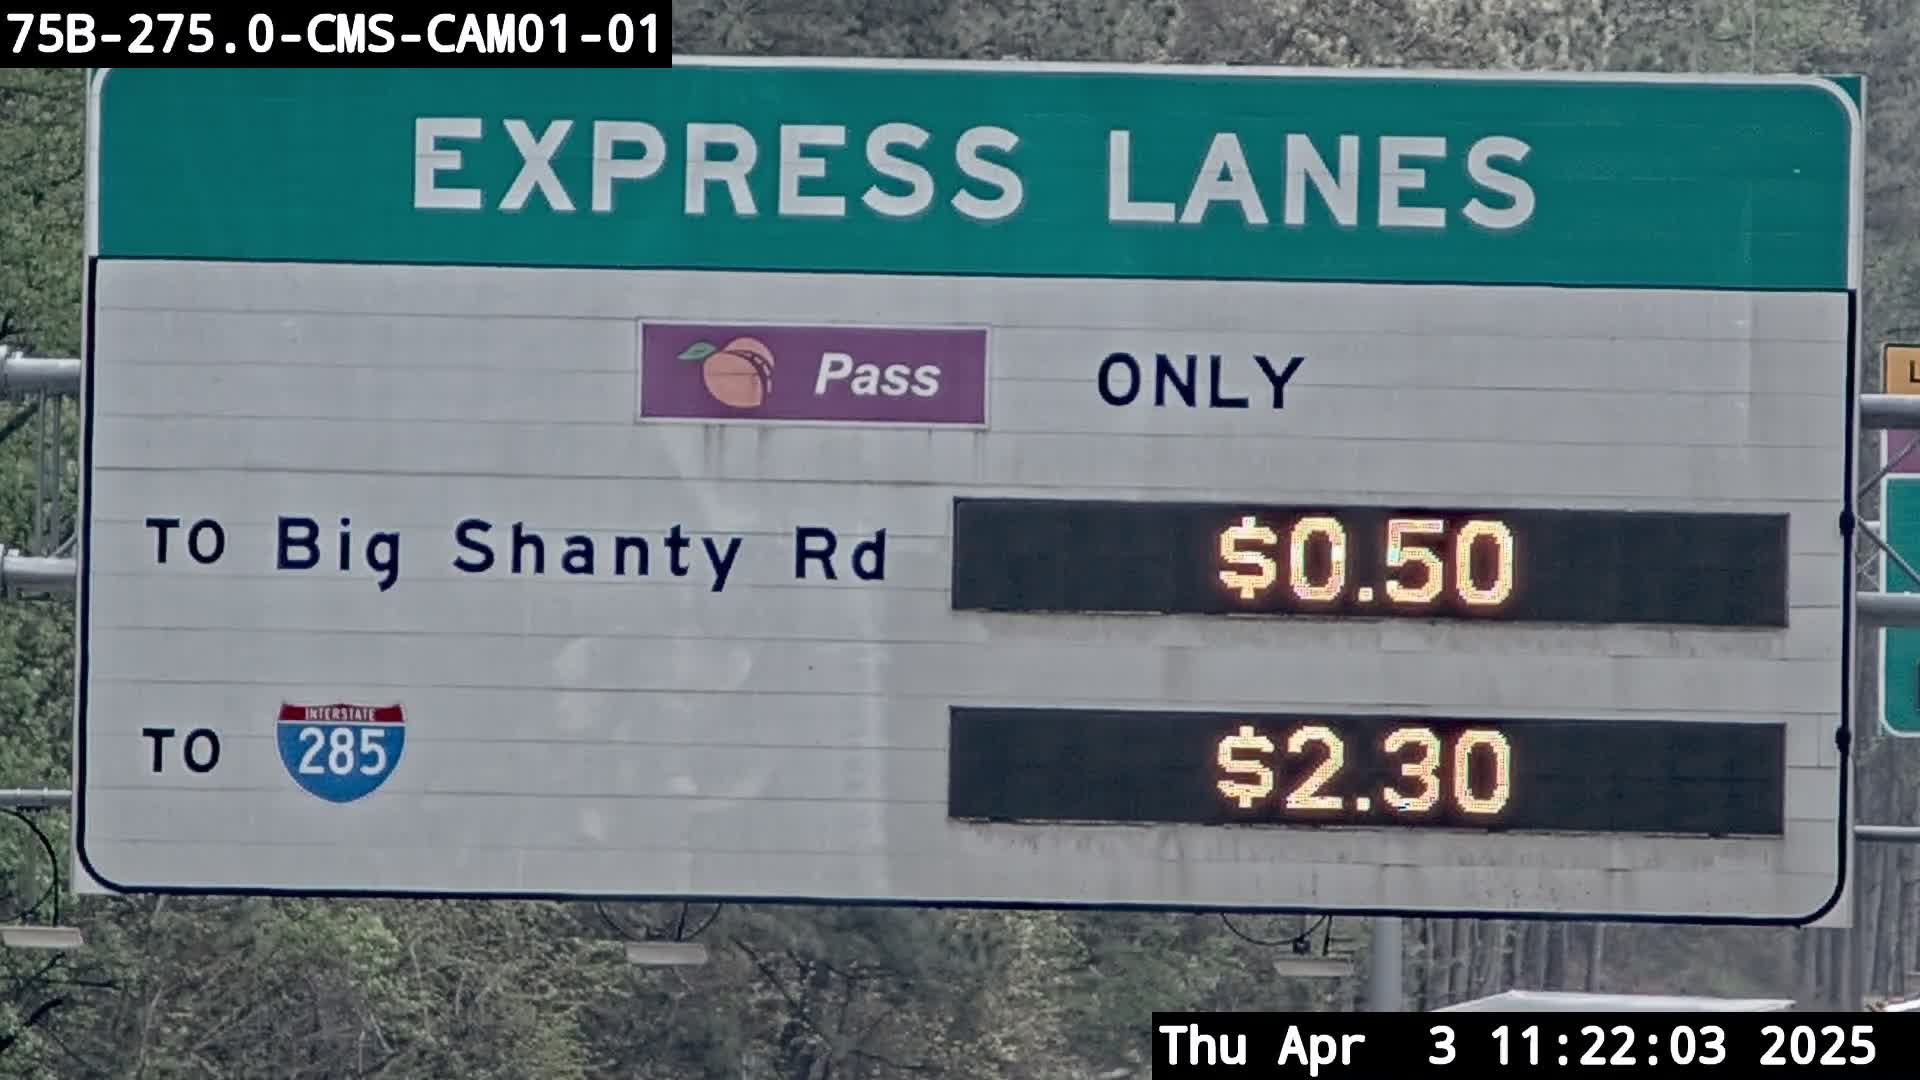 75B-275.0-CMS-CAM01-01
EXPRESS LANES
Pass ONLY
TO Big Shanty Rd $0.50
INTERSTATE
TO 285 $2.30
Thu Apr 3 11:22:03 2025